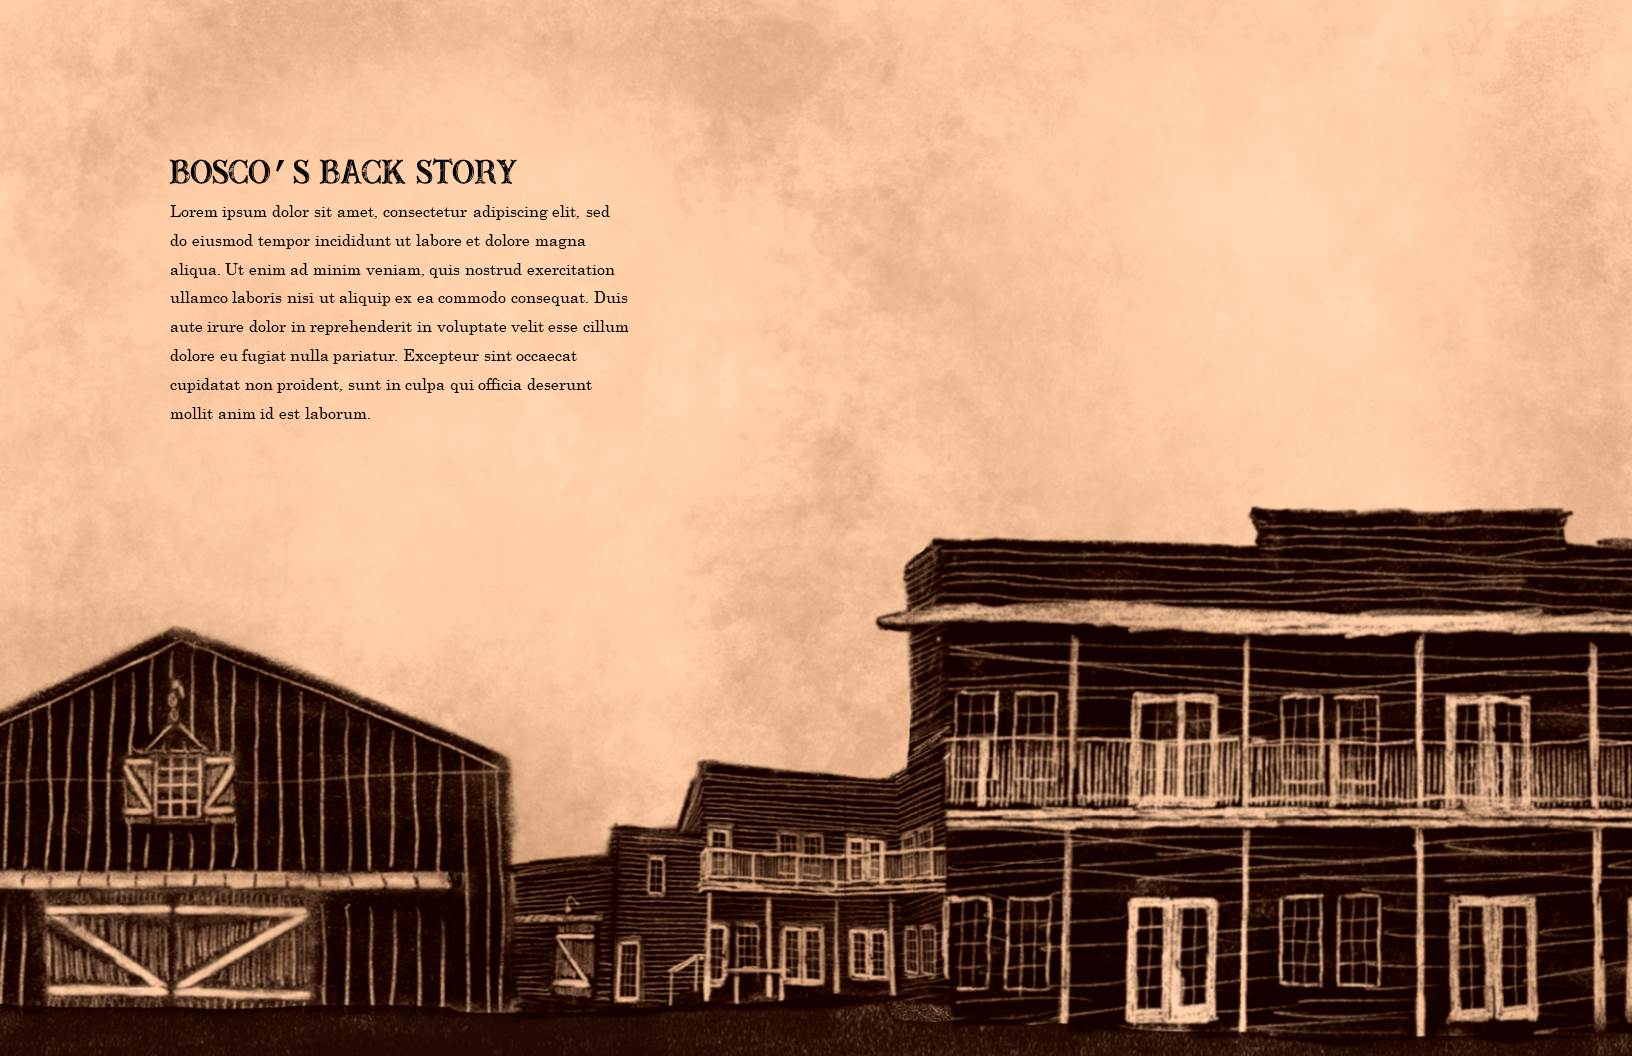 BOSCO'S BACK STORY
Lorem ipsum dolor sit amet, consectetur adipiscing elit, sed
do eiusmod tempor incididunt ut labore et dolore magna
aliqua. Ut enim ad minim veniam, quis nostrud exercitation
ullamco laboris nisi ut aliquip ex ea commodo consequat. Duis
aute irure dolor in reprehenderit in voluptate velit esse cillum
dolore eu fugiat nulla pariatur. Excepteur sint occaecat
cupidatat non proident, sunt in culpa qui officia deserunt
mollit anim id est laborum.